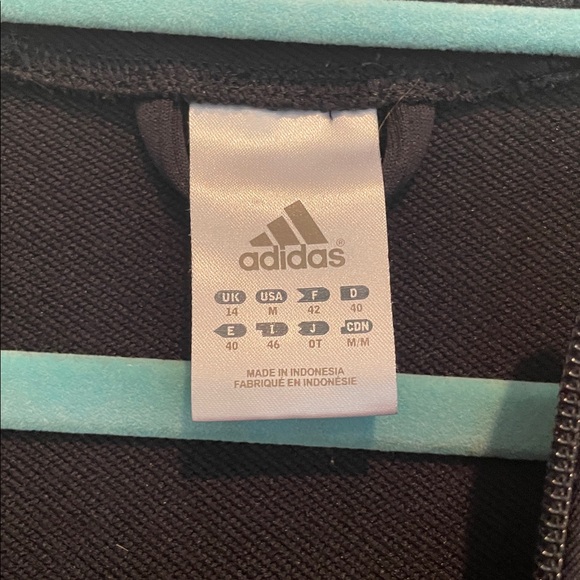 adidas®
UK USA F D
14 M 42 40
E I J CDN
40 46 OT M/M
MADE IN INDONESIA
FABRIQUÉ EN INDONÉSIE